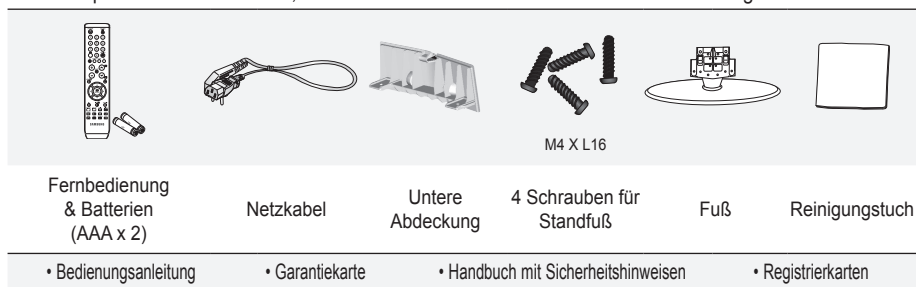 M4 X L16
Fernbedienung
& Batterien
(AAA x 2)
Netzkabel
Untere
Abdeckung
4 Schrauben für
Standfuß
Fuß
Reinigungstuch
• Bedienungsanleitung • Garantiekarte • Handbuch mit Sicherheitshinweisen • Registrierkarten